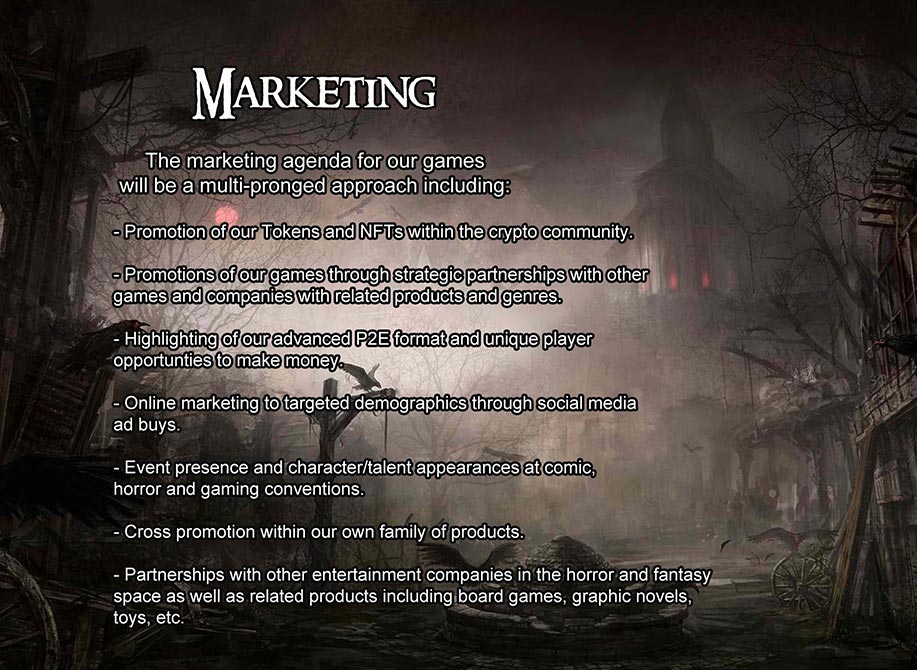 Marketing
The marketing agenda for our games
will be a multi-pronged approach including:
- Promotion of our Tokens and NFTs within the crypto community.
- Promotions of our games through strategic partnerships with other
games and companies with related products and genres.
- Highlighting of our advanced P2E format and unique player
opportunties to make money.
- Online marketing to targeted demographics through social media
ad buys.
- Event presence and character/talent appearances at comic,
horror and gaming conventions.
- Cross promotion within our own family of products.
- Partnerships with other entertainment companies in the horror and fantasy
space as well as related products including board games, graphic novels,
toys, etc.